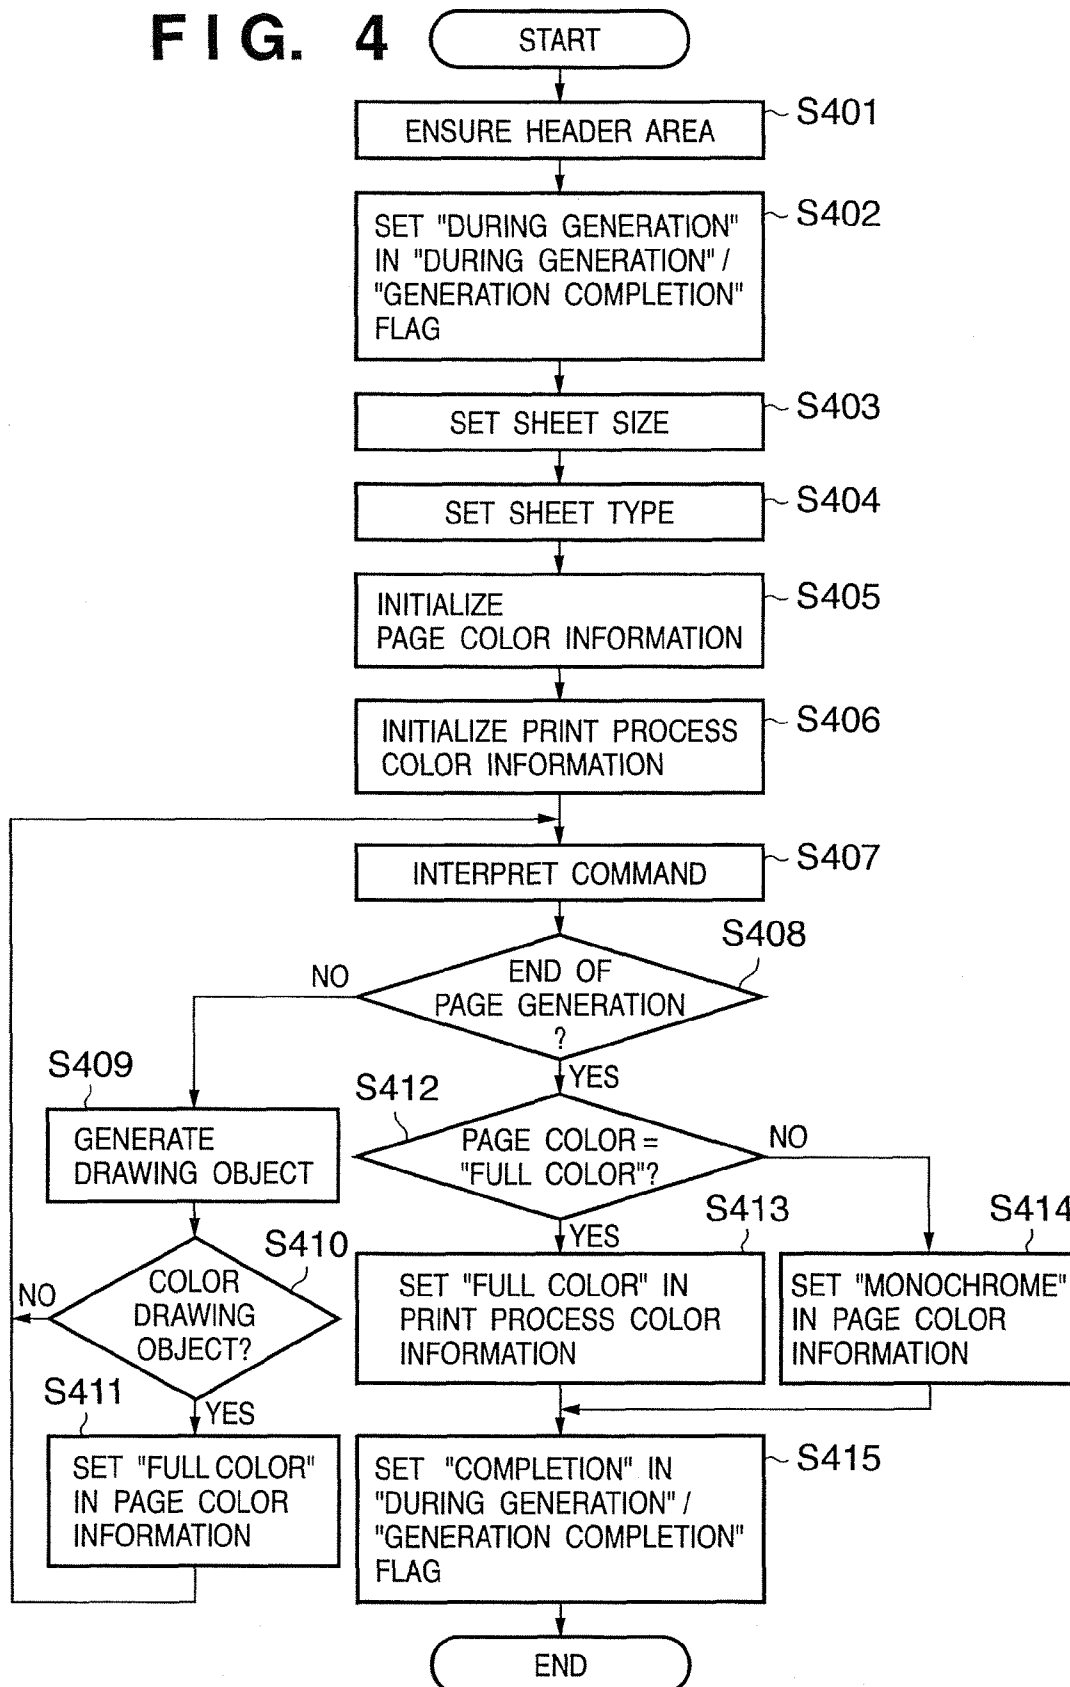 FIG. 4
START
S401
ENSURE HEADER AREA
S402
SET "DURING GENERATION"
IN "DURING GENERATION" /
"GENERATION COMPLETION"
FLAG
S403
SET SHEET SIZE
S404
SET SHEET TYPE
S405
INITIALIZE
PAGE COLOR INFORMATION
S406
INITIALIZE PRINT PROCESS
COLOR INFORMATION
S407
INTERPRET COMMAND
S408
END OF
PAGE GENERATION
?
NO
YES
S409
GENERATE
DRAWING OBJECT
S410
COLOR
DRAWING
OBJECT?
NO
YES
S411
SET "FULL COLOR"
IN PAGE COLOR
INFORMATION
S412
PAGE COLOR =
"FULL COLOR"?
NO
YES
S413
SET "FULL COLOR" IN
PRINT PROCESS COLOR
INFORMATION
S414
SET "MONOCHROME"
IN PAGE COLOR
INFORMATION
S415
SET "COMPLETION" IN
"DURING GENERATION" /
"GENERATION COMPLETION"
FLAG
END